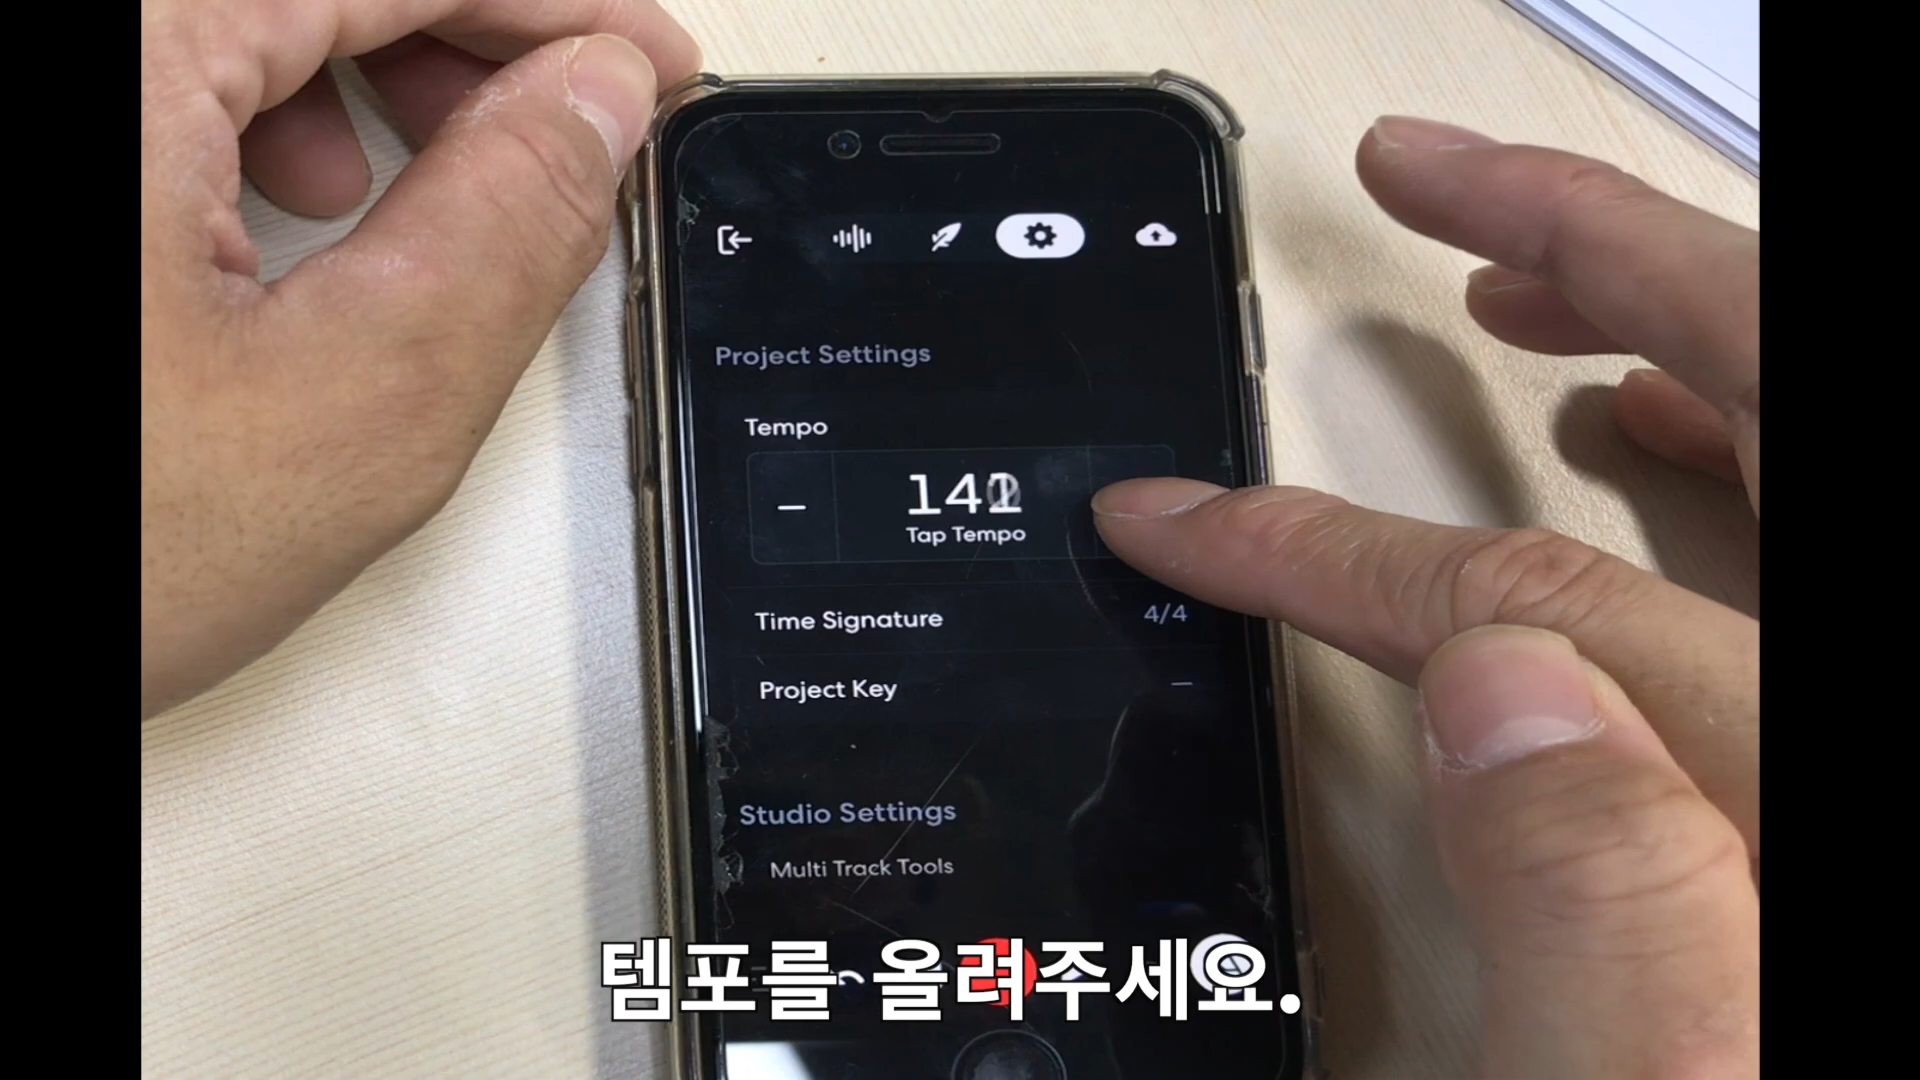 Project Settings
Tempo
Tap Tempo
Time Signature 4/4
Project Key —
Studio Settings
Multi Track Tools
템포를 올려주세요.